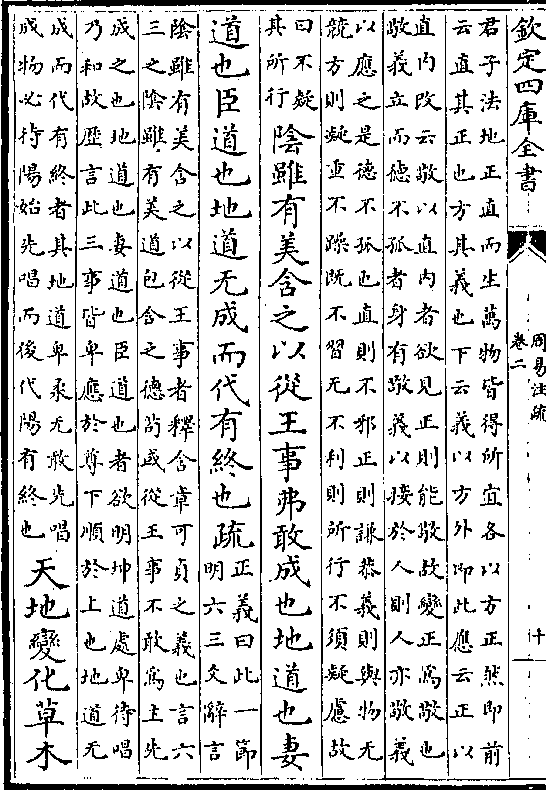 欽定四庫全書
周易注疏
卷二
十
君子法地正直而生萬物皆得所宜各以方正然即前
云直其正也方其義也下云義以方外即此應云正以
直内改云敬以直内者欲見正則能敬故變正為敬也
敬義立而德不孤者身有敬義以接於人則人亦敬義
以應之是德不孤也直則不邪正則謙恭義則與物无
競方則凝重不躁既不習无不利則所行不須疑慮故
曰不疑
其所行
陰雖有美含之以從王事弗敢成也地道也妻
道也臣道也地道无成而代有終也疏
正義曰此一節
明六三爻辭言
陰雖有美含之以從王事者釋含章可貞之義也言六
三之陰雖有美道包含之德茍或從王事不敢為主先
成之也地道也妻道也臣道也者欲明坤道處卑待唱
乃和故歴言此三事皆卑應於尊下順於上也地道无
成而代有終者其地道卑柔无敢先唱
成物必待陽始先唱而後代陽有終也
天地變化草木